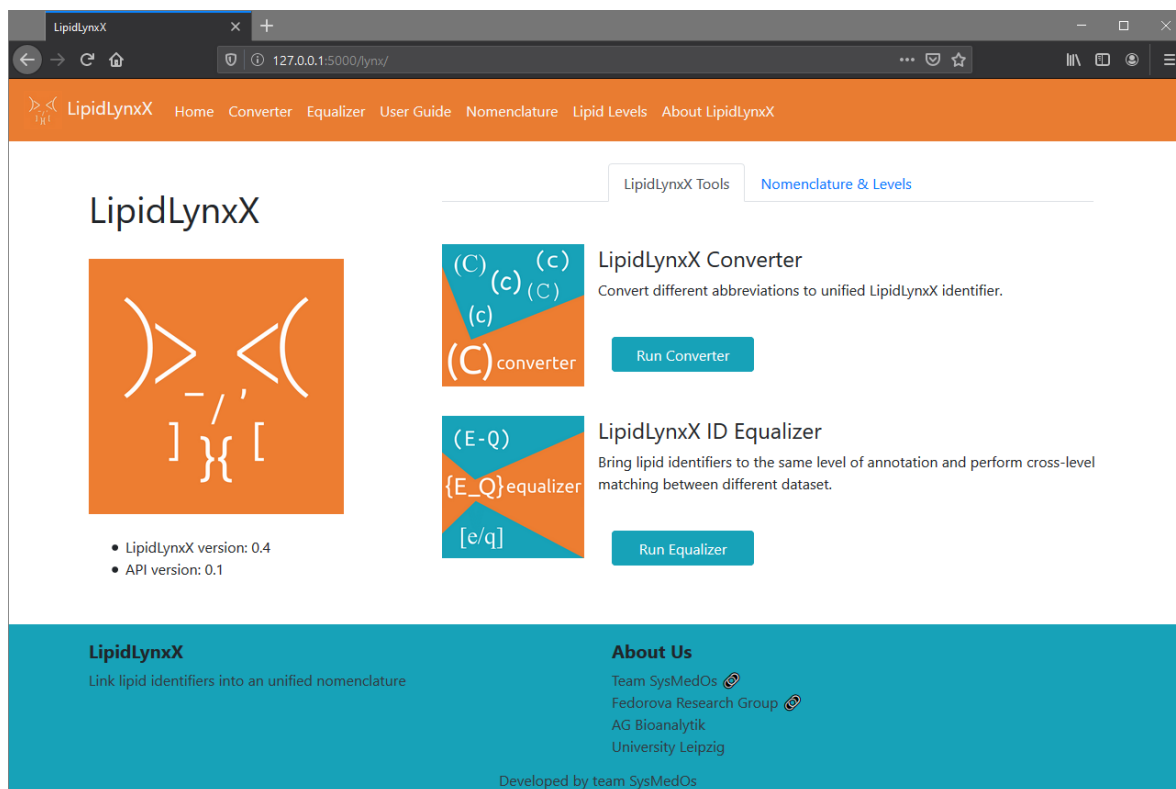 LipidLynxX
127.0.0.1:5000/lynx/
LipidLynxX Home Converter Equalizer User Guide Nomenclature Lipid Levels About LipidLynxX
LipidLynxX Tools Nomenclature & Levels
LipidLynxX
)> <(
- / '
] }{ [
• LipidLynxX version: 0.4
• API version: 0.1
(C) (c) (c) (C)
(c)
(C) converter
LipidLynxX Converter
Convert different abbreviations to unified LipidLynxX identifier.
Run Converter
(E-Q)
{E_Q} equalizer
[e/q]
LipidLynxX ID Equalizer
Bring lipid identifiers to the same level of annotation and perform cross-level
matching between different dataset.
Run Equalizer
LipidLynxX
Link lipid identifiers into an unified nomenclature
About Us
Team SysMedOs
Fedorova Research Group
AG Bioanalytik
University Leipzig
Developed by team SysMedOs